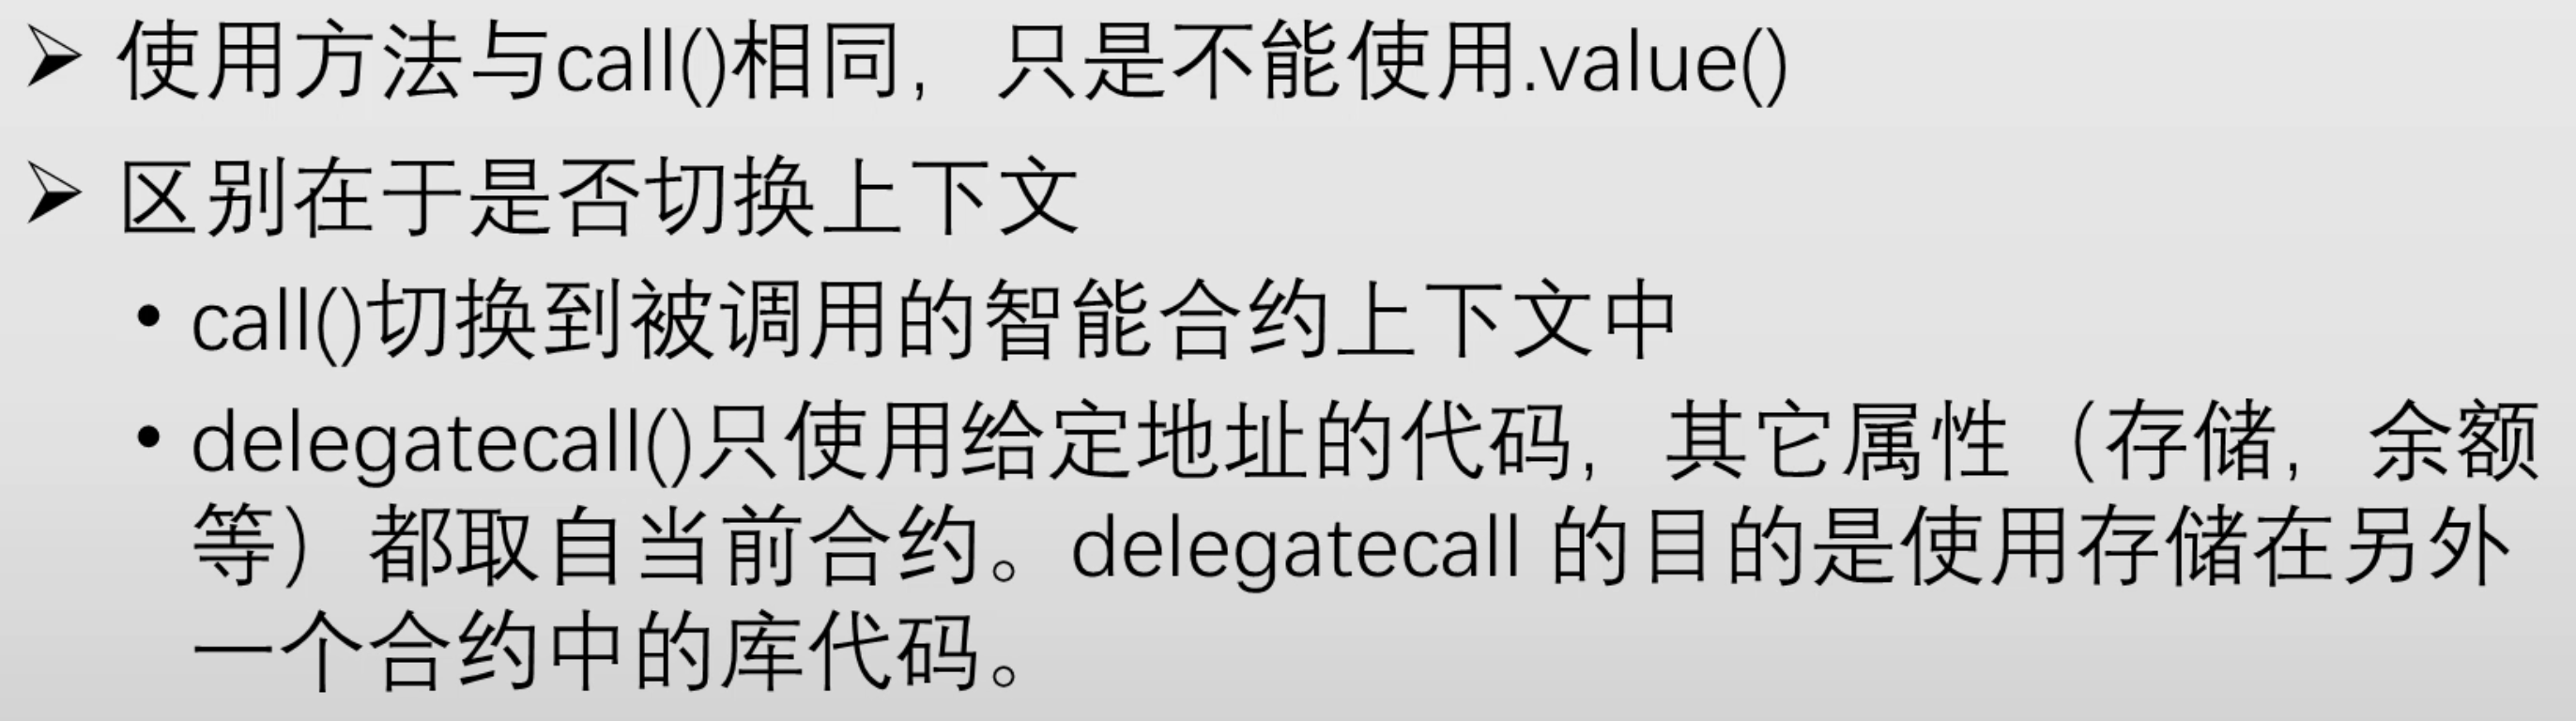 ➢ 使用方法与call()相同，只是不能使用.value()
➢ 区别在于是否切换上下文
• call()切换到被调用的智能合约上下文中
• delegatecall()只使用给定地址的代码，其它属性（存储，余额
等）都取自当前合约。delegatecall 的目的是使用存储在另外
一个合约中的库代码。